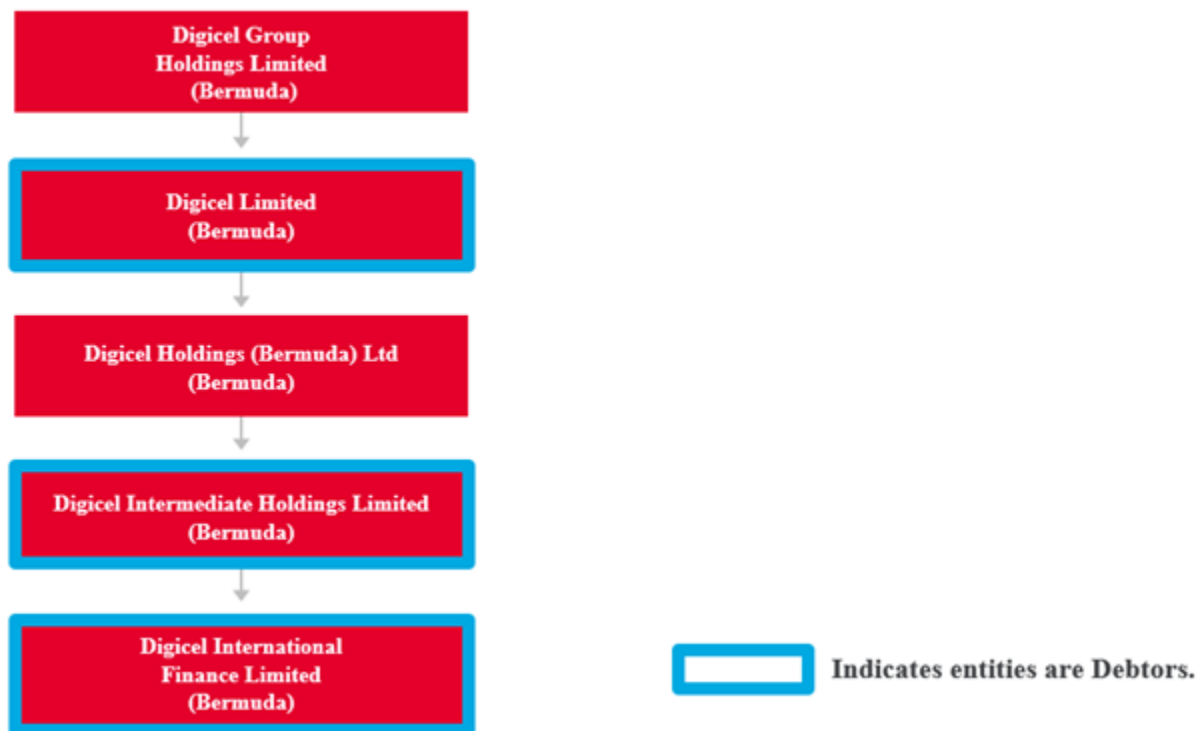 Digicel Group
Holdings Limited
(Bermuda)
Digicel Limited
(Bermuda)
Digicel Holdings (Bermuda) Ltd
(Bermuda)
Digicel Intermediate Holdings Limited
(Bermuda)
Digicel International
Finance Limited
(Bermuda)
Indicates entities are Debtors.